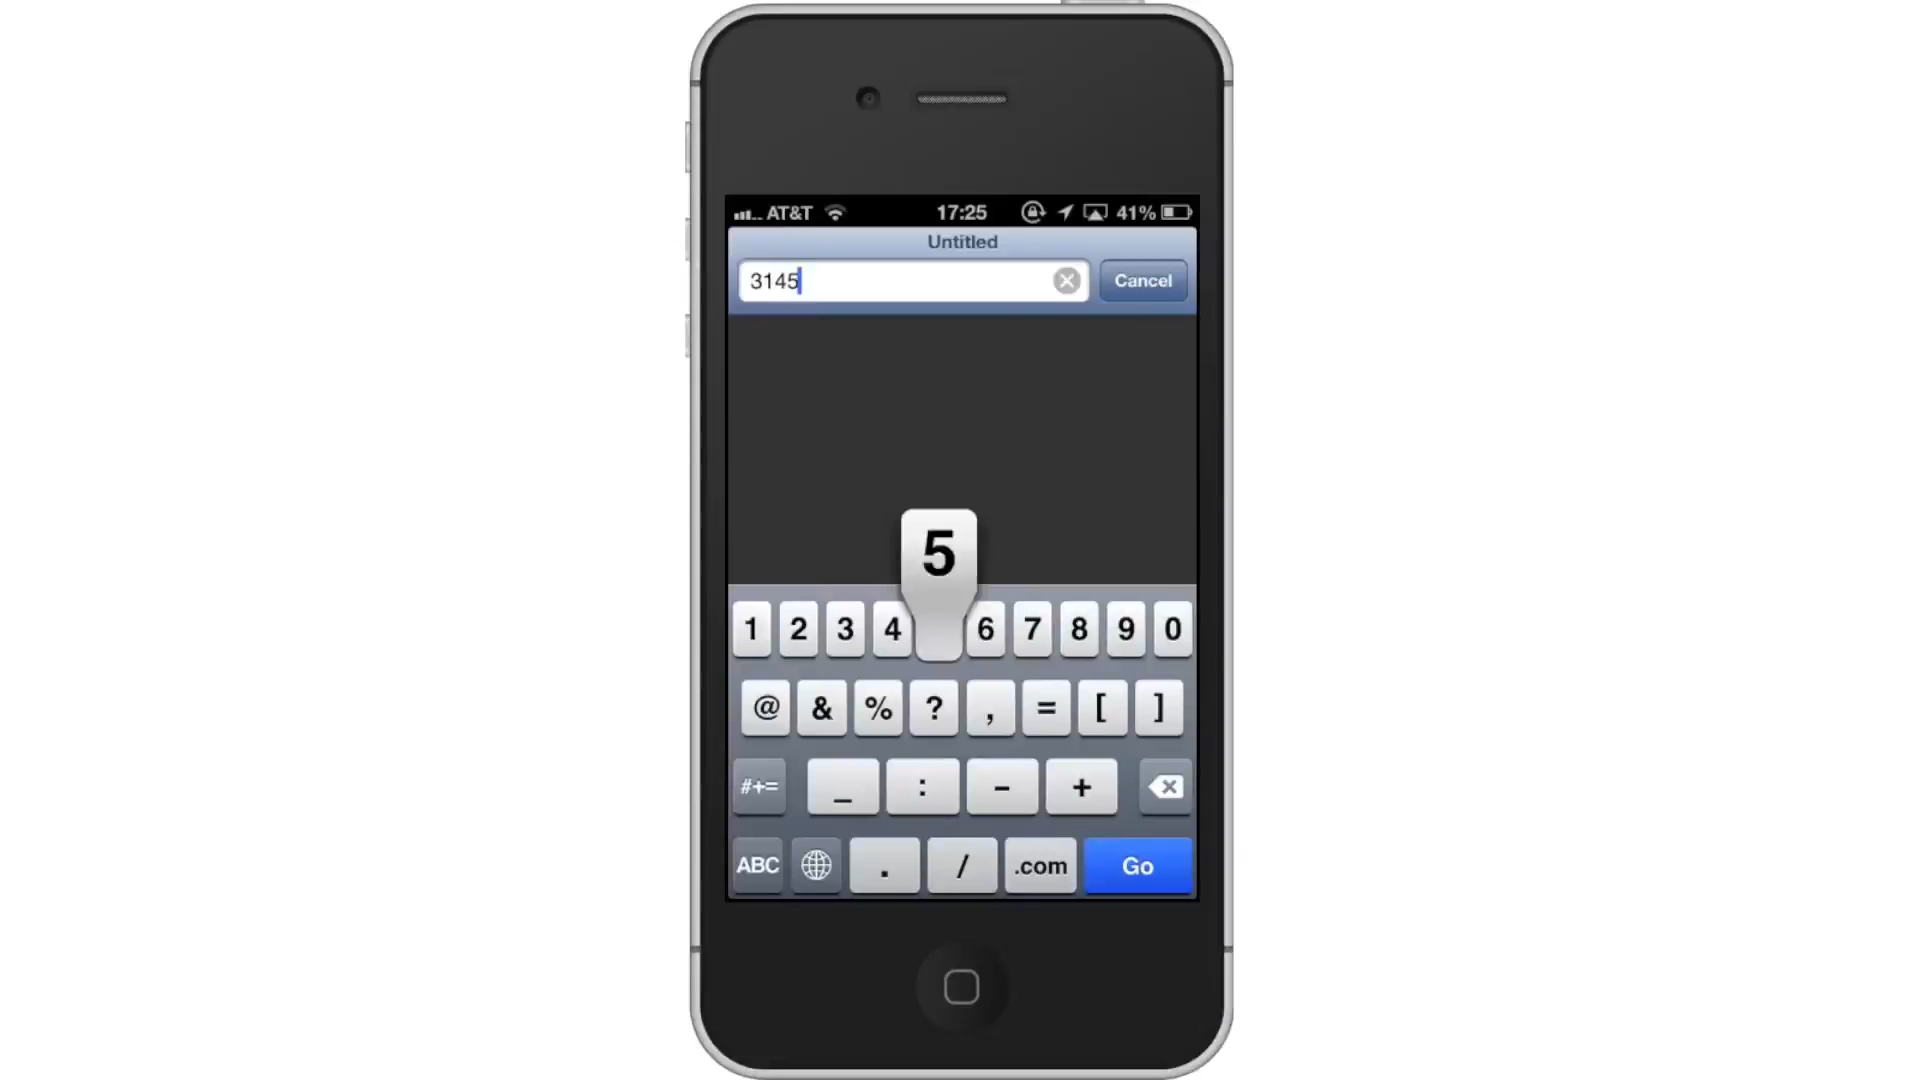 AT&T 17:25 41%
Untitled
3145 Cancel
5
1 2 3 4 6 7 8 9 0
@ & % ? , = [ ]
#+= _ : - +
ABC . / .com Go